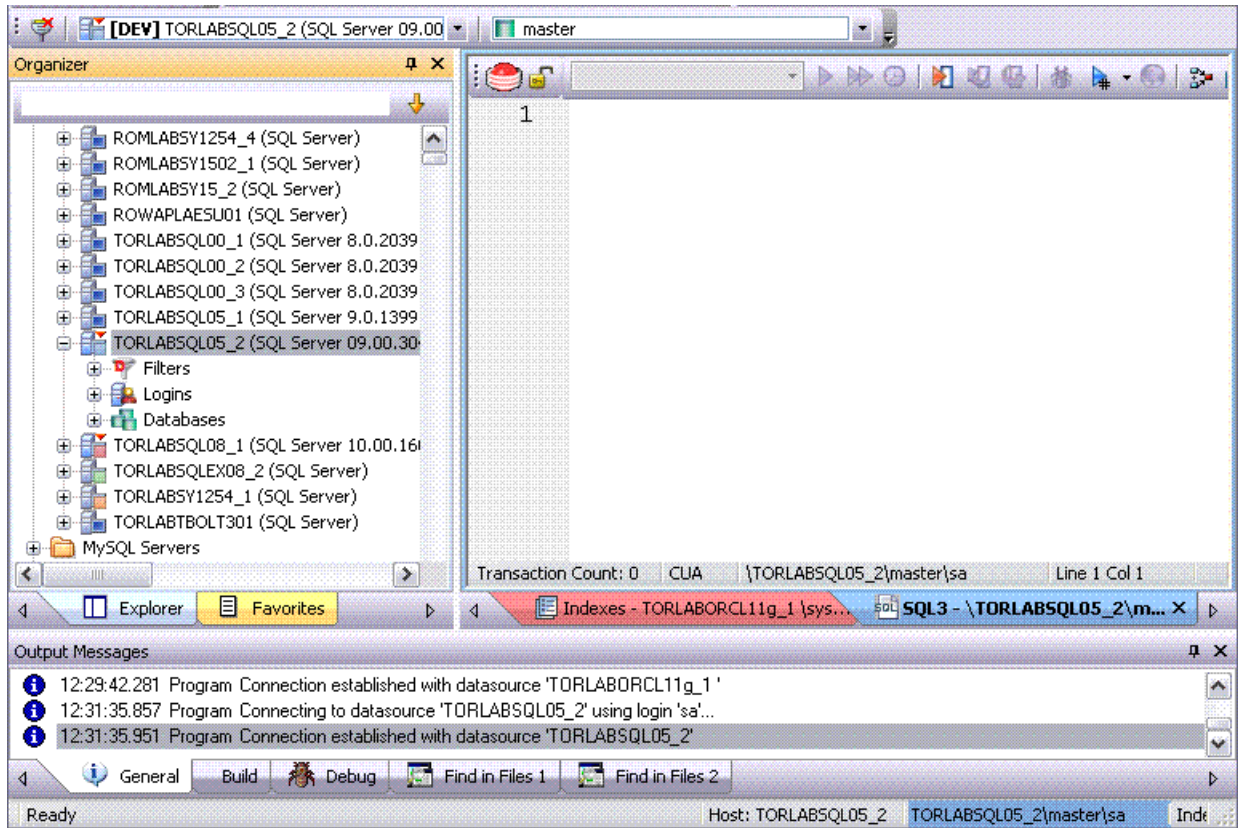 [DEV] TORLABSQL05_2 (SQL Server 09.00
master
Organizer
ROMLABSY1254_4 (SQL Server)
ROMLABSY1502_1 (SQL Server)
ROMLABSY15_2 (SQL Server)
ROWAPLAESU01 (SQL Server)
TORLABSQL00_1 (SQL Server 8.0.2039
TORLABSQL00_2 (SQL Server 8.0.2039
TORLABSQL00_3 (SQL Server 8.0.2039
TORLABSQL05_1 (SQL Server 9.0.1399
TORLABSQL05_2 (SQL Server 09.00.30
Filters
Logins
Databases
TORLABSQL08_1 (SQL Server 10.00.16
TORLABSQLEX08_2 (SQL Server)
TORLABSY1254_1 (SQL Server)
TORLABTBOLT301 (SQL Server)
MySQL Servers
Explorer
Favorites
1
Transaction Count: 0 CUA \TORLABSQL05_2\master\sa Line 1 Col 1
Indexes - TORLABORCL11g_1 \sys...
SQL SQL3 - \TORLABSQL05_2\m...
Output Messages
12:29:42.281 Program Connection established with datasource 'TORLABORCL11g_1 '
12:31:35.857 Program Connecting to datasource 'TORLABSQL05_2' using login 'sa'...
12:31:35.951 Program Connection established with datasource 'TORLABSQL05_2'
General Build Debug Find in Files 1 Find in Files 2
Ready Host: TORLABSQL05_2 TORLABSQL05_2\master\sa Inde